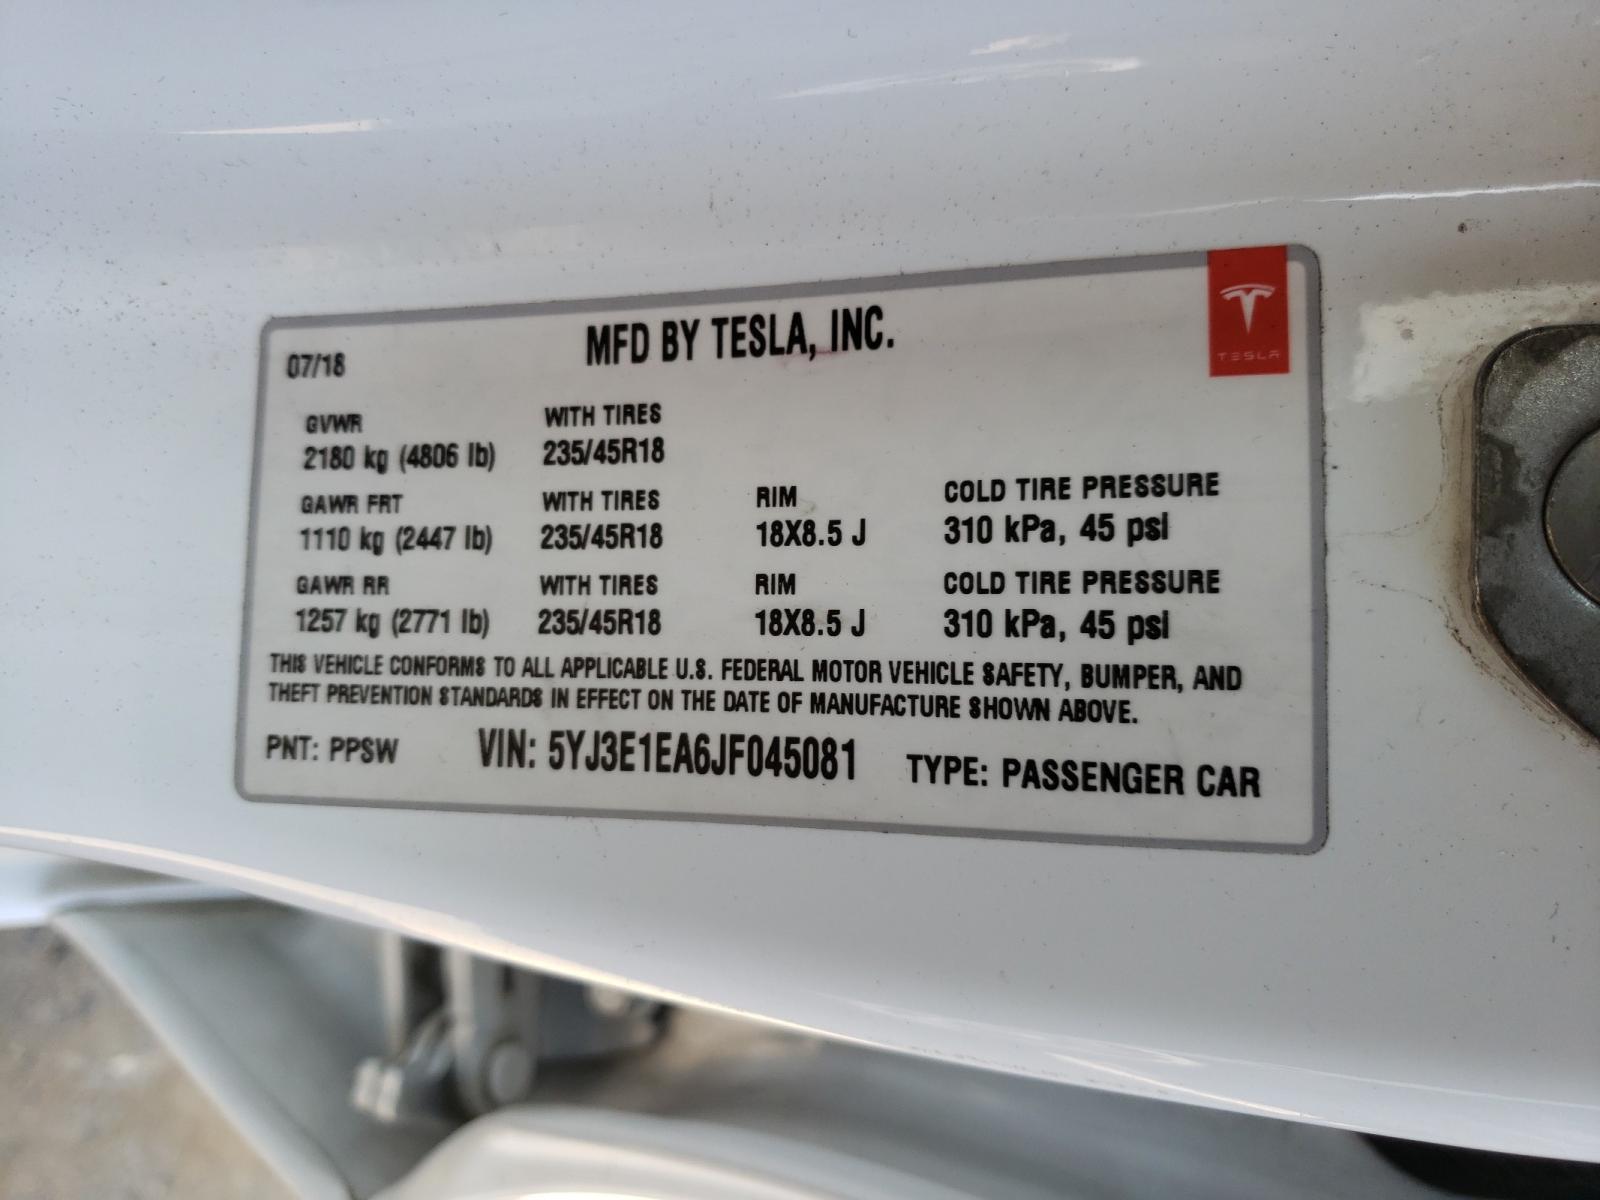 07/18 MFD BY TESLA, INC.
TESLA
GVWR WITH TIRES
2180 kg (4806 lb) 235/45R18
GAWR FRT WITH TIRES RIM COLD TIRE PRESSURE
1110 kg (2447 lb) 235/45R18 18X8.5 J 310 kPa, 45 psi
GAWR RR WITH TIRES RIM COLD TIRE PRESSURE
1257 kg (2771 lb) 235/45R18 18X8.5 J 310 kPa, 45 psi
THIS VEHICLE CONFORMS TO ALL APPLICABLE U.S. FEDERAL MOTOR VEHICLE SAFETY, BUMPER, AND
THEFT PREVENTION STANDARDS IN EFFECT ON THE DATE OF MANUFACTURE SHOWN ABOVE.
PNT: PPSW VIN: 5YJ3E1EA6JF045081 TYPE: PASSENGER CAR